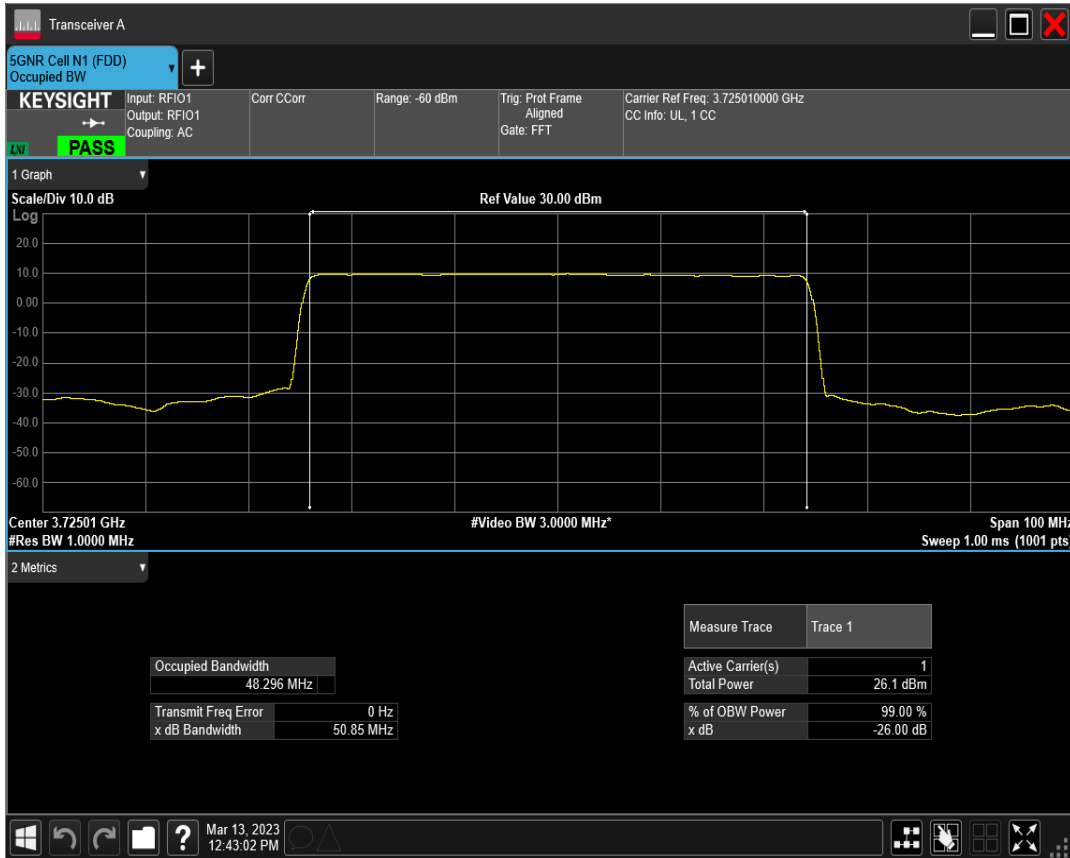 Transceiver A
5GNR Cell N1 (FDD)
Occupied BW
+
KEYSIGHT
LXI
PASS
Input: RFIO1
Output: RFIO1
Coupling: AC
Corr CCorr
Range: -60 dBm
Trig: Prot Frame
Aligned
Gate: FFT
Carrier Ref Freq: 3.725010000 GHz
CC Info: UL, 1 CC
1 Graph
Scale/Div 10.0 dB
Ref Value 30.00 dBm
Log
20.0
10.0
0.00
-10.0
-20.0
-30.0
-40.0
-50.0
-60.0
Center 3.72501 GHz
#Video BW 3.0000 MHz*
Span 100 MHz
#Res BW 1.0000 MHz
Sweep 1.00 ms (1001 pts)
2 Metrics
Measure Trace Trace 1
Occupied Bandwidth
48.296 MHz
Active Carrier(s) 1
Total Power 26.1 dBm
Transmit Freq Error 0 Hz
x dB Bandwidth 50.85 MHz
% of OBW Power 99.00 %
x dB -26.00 dB
?
Mar 13, 2023
12:43:02 PM